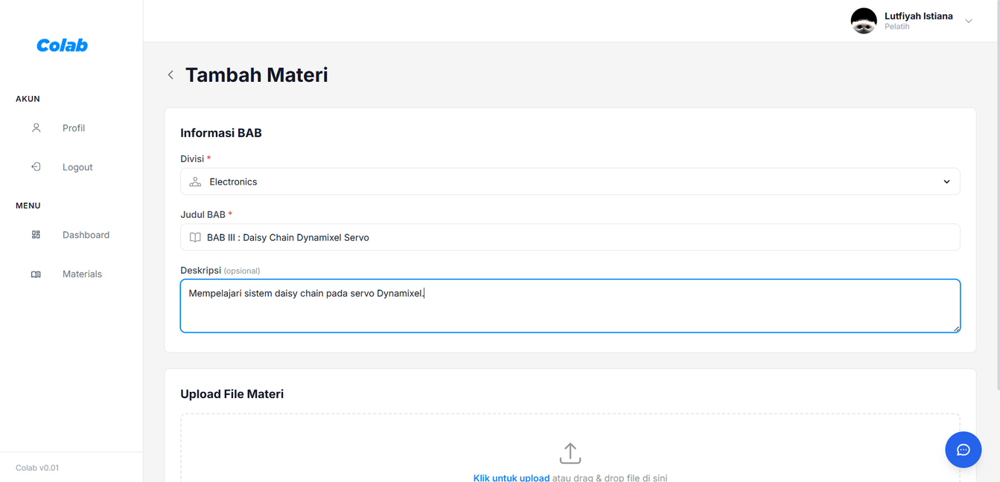 Colab
Lutfiyah Istiana
Pelatih
AKUN
Profil
Logout
MENU
Dashboard
Materials
Colab v0.01
Tambah Materi
Informasi BAB
Divisi *
Electronics
Judul BAB *
BAB III : Daisy Chain Dynamixel Servo
Deskripsi (opsional)
Mempelajari sistem daisy chain pada servo Dynamixel.
Upload File Materi
Klik untuk upload atau drag & drop file di sini